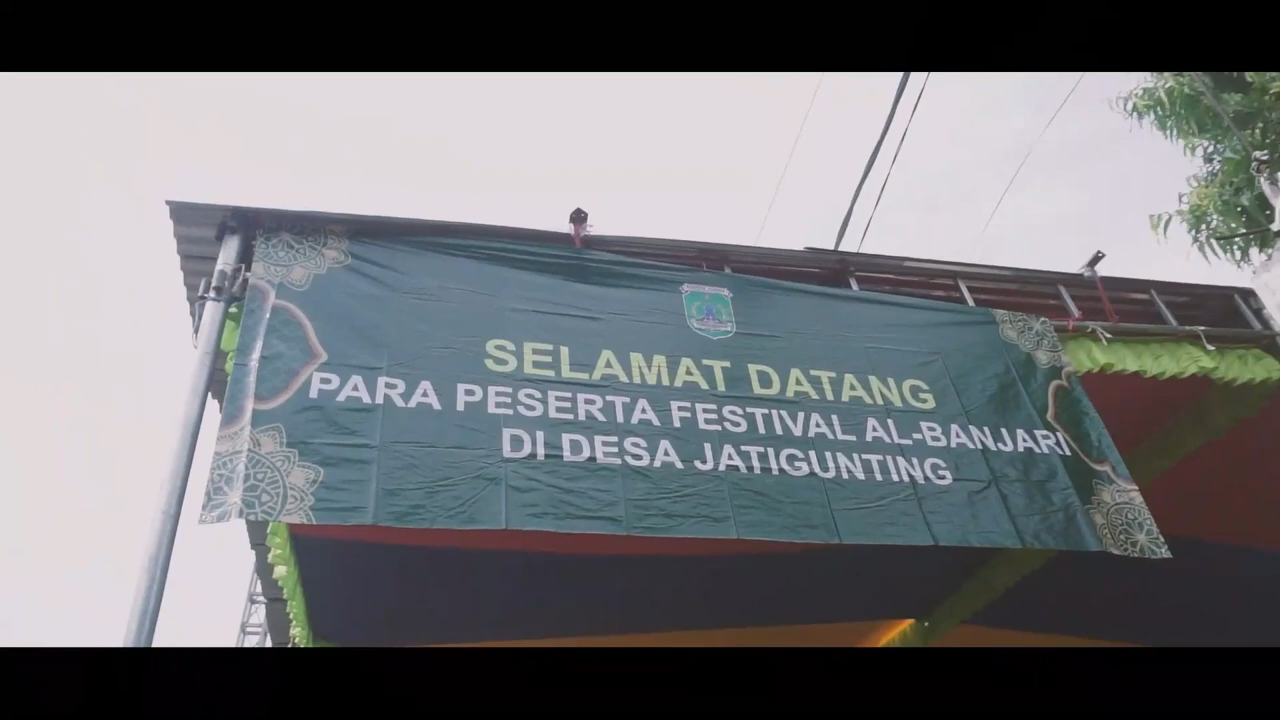 SELAMAT DATANG
PARA PESERTA FESTIVAL AL-BANJARI
DI DESA JATIGUNTING